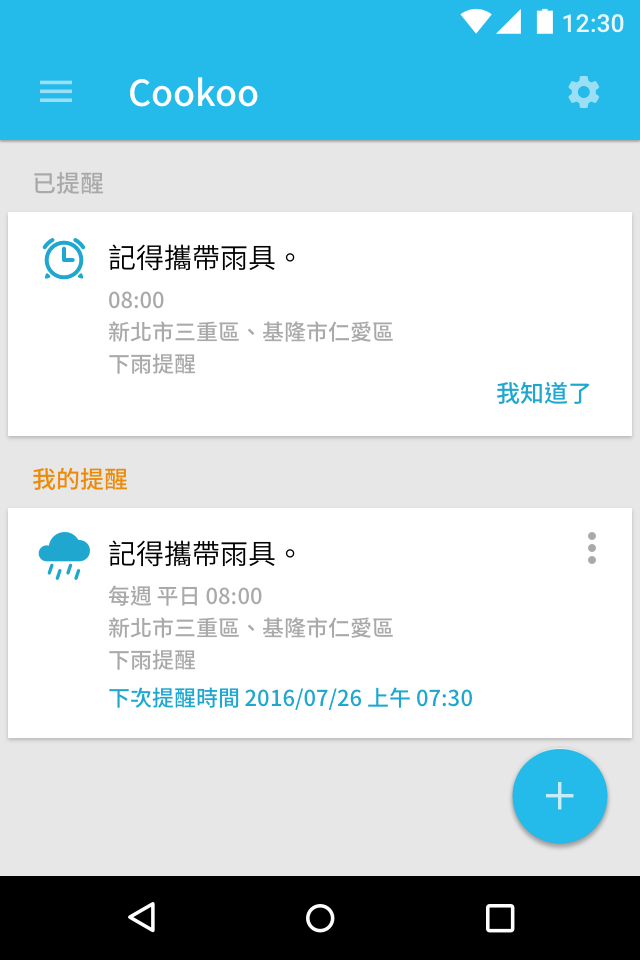 12:30
Cookoo
已提醒
記得攜帶雨具。
08:00
新北市三重區、基隆市仁愛區
下雨提醒
我知道了
我的提醒
記得攜帶雨具。
每週 平日 08:00
新北市三重區、基隆市仁愛區
下雨提醒
下次提醒時間 2016/07/26 上午 07:30